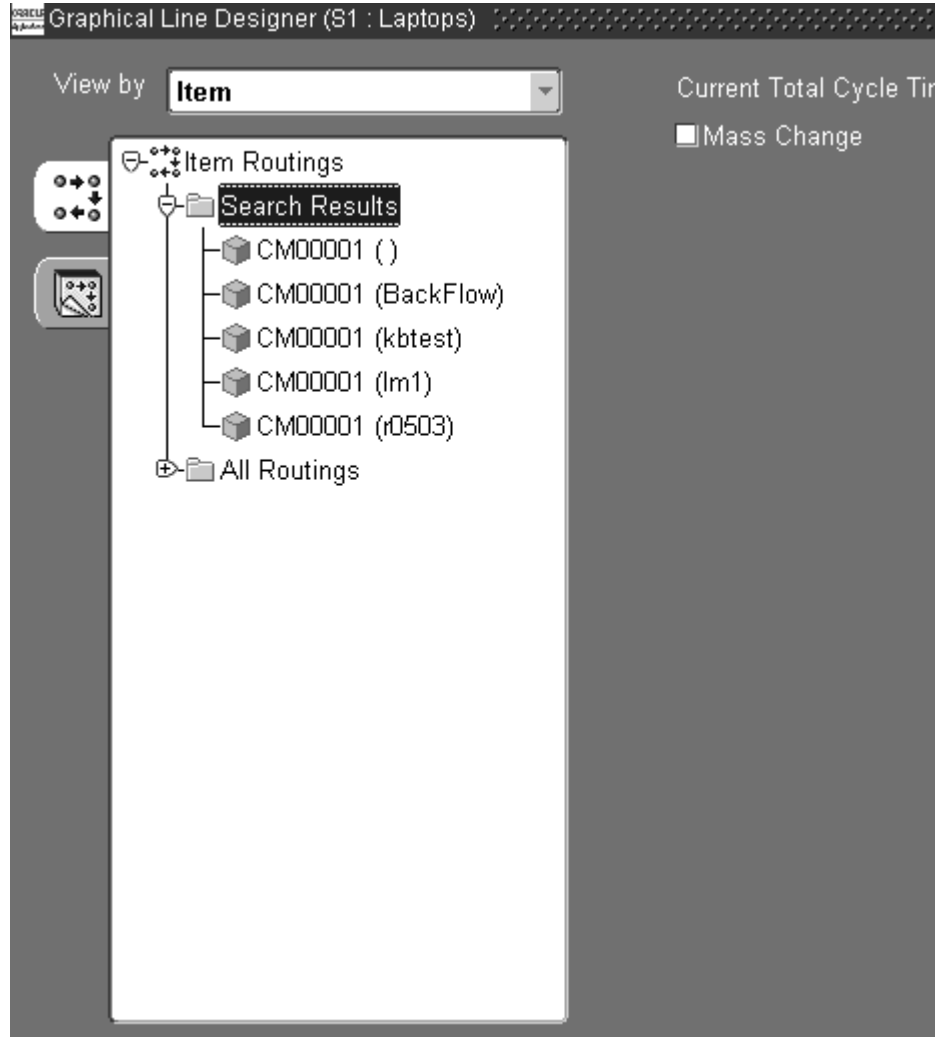 ORACLE
Graphical Line Designer (S1 : Laptops)
View by Item
Current Total Cycle
Mass Change
Item Routings
Search Results
CM00001 ( )
CM00001 (BackFlow)
CM00001 (kbtest)
CM00001 (lm1)
CM00001 (r0503)
All Routings